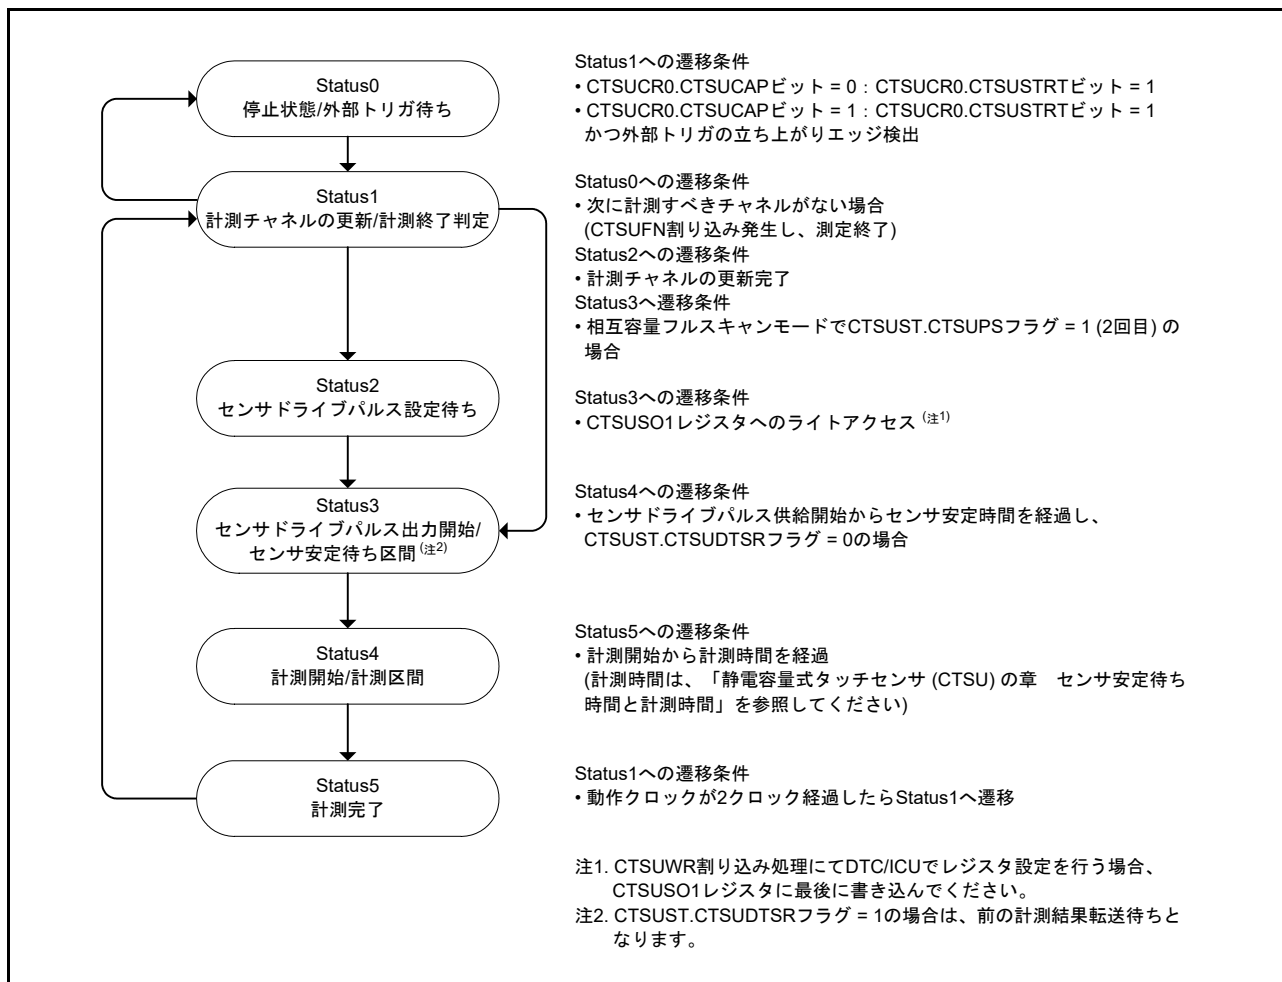 Status0
停止状態/外部トリガ待ち
Status1への遷移条件
• CTSUCR0.CTSUCAPビット = 0 : CTSUCR0.CTSUSTRTビット = 1
• CTSUCR0.CTSUCAPビット = 1 : CTSUCR0.CTSUSTRTビット = 1
かつ外部トリガの立ち上がりエッジ検出
Status1
計測チャネルの更新/計測終了判定
Status0への遷移条件
• 次に計測すべきチャネルがない場合
(CTSUFN割り込み発生し、測定終了)
Status2への遷移条件
• 計測チャネルの更新完了
Status3へ遷移条件
• 相互容量フルスキャンモードでCTSUST.CTSUPSフラグ = 1 (2回目) の
場合
Status2
センサドライブパルス設定待ち
Status3への遷移条件
• CTSUSO1レジスタへのライトアクセス (注1)
Status3
センサドライブパルス出力開始/
センサ安定待ち区間 (注2)
Status4への遷移条件
• センサドライブパルス供給開始からセンサ安定時間を経過し、
CTSUST.CTSUDTSRフラグ = 0の場合
Status4
計測開始/計測区間
Status5への遷移条件
• 計測開始から計測時間を経過
(計測時間は、「静電容量式タッチセンサ (CTSU) の章　センサ安定待ち
時間と計測時間」を参照してください)
Status5
計測完了
Status1への遷移条件
• 動作クロックが2クロック経過したらStatus1へ遷移
注1. CTSUWR割り込み処理にてDTC/ICUでレジスタ設定を行う場合、
CTSUSO1レジスタに最後に書き込んでください。
注2. CTSUST.CTSUDTSRフラグ = 1の場合は、前の計測結果転送待ちと
なります。